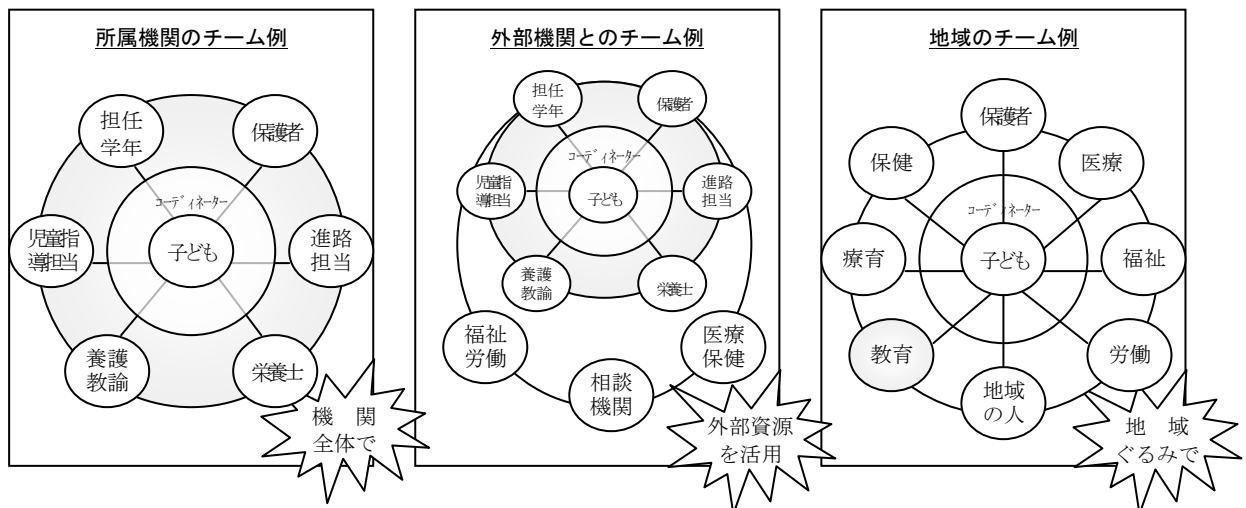 所属機関のチーム例
担任
学年
保護者
コーディネーター
児童指
導担当
子ども
進路
担当
養護
教諭
栄養士
機　関
全体で
外部機関とのチーム例
担任
学年
保護者
コーディネーター
児童指
導担当
子ども
進路
担当
養護
教諭
栄養士
福祉
労働
医療
保健
相談
機関
外部資源
を活用
地域のチーム例
保護者
保健
医療
コーディネーター
療育
子ども
福祉
教育
労働
地域
の人
地　域
ぐるみで